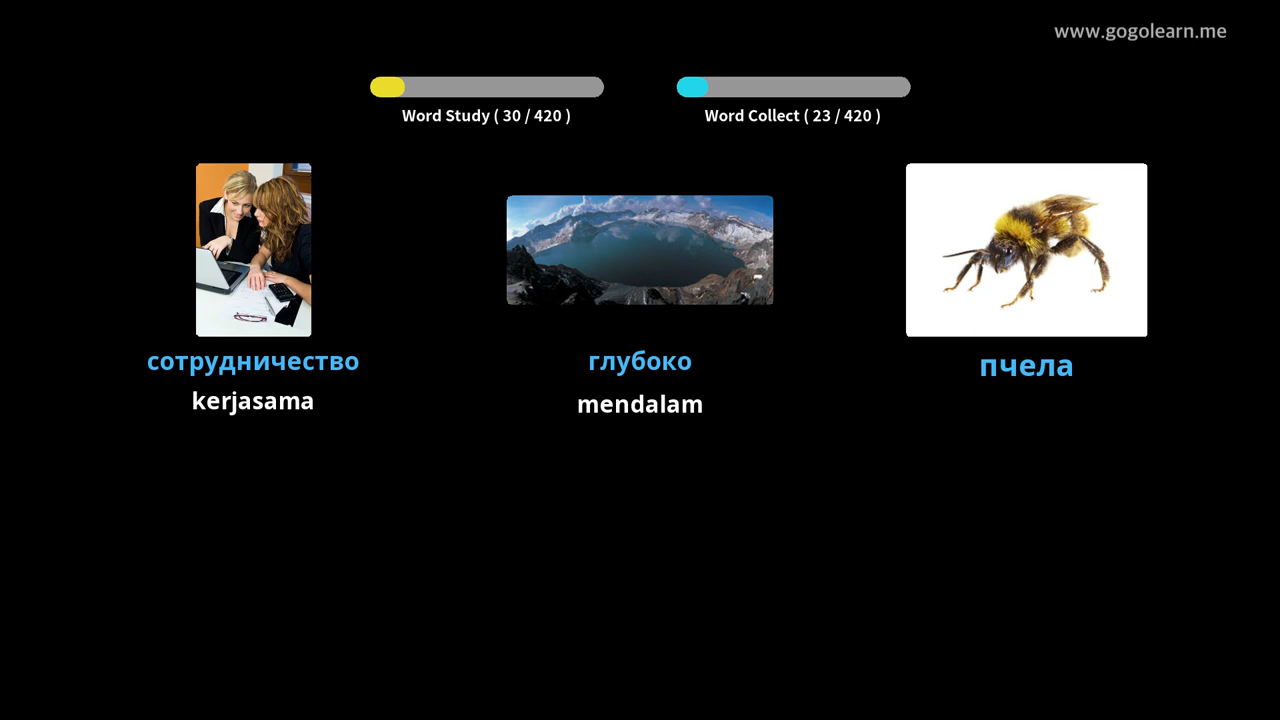 www.gogolearn.me
Word Study ( 30 / 420 )
Word Collect ( 23 / 420 )
сотрудничество
kerjasama
глубоко
mendalam
пчела